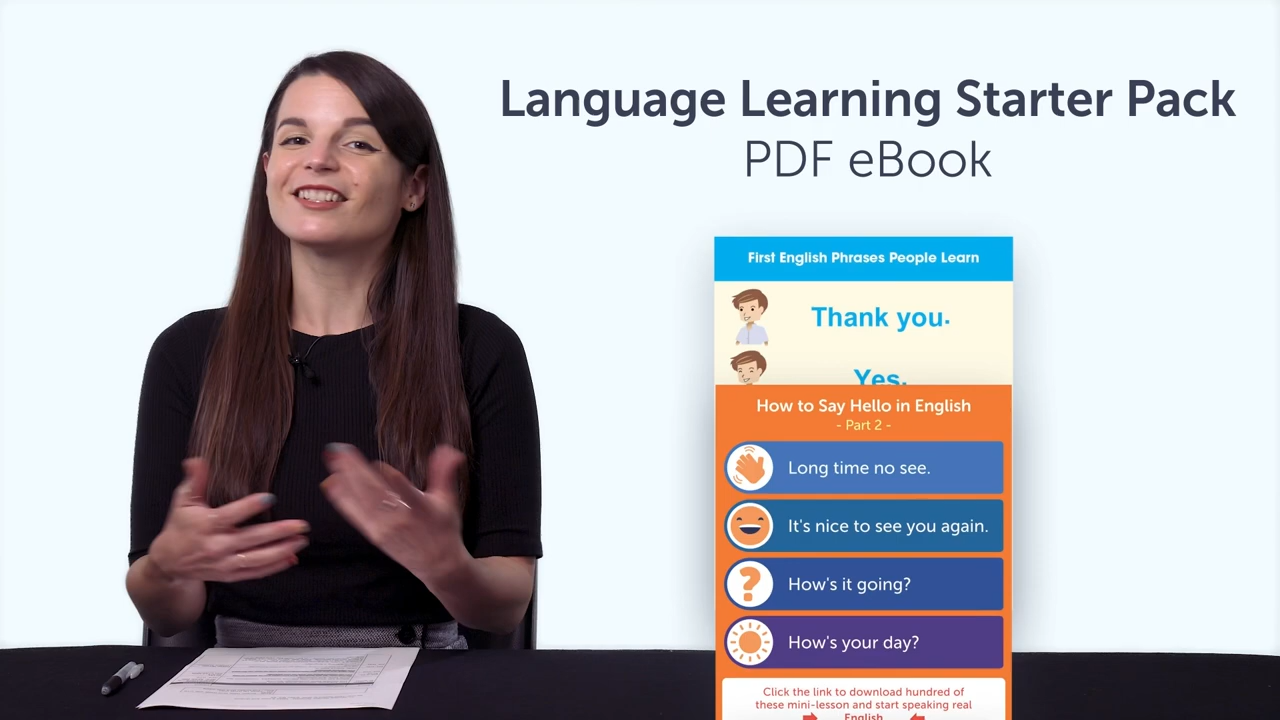 Language Learning Starter Pack
PDF eBook
First English Phrases People Learn
Thank you.
Yes.
How to Say Hello in English
- Part 2 -
Long time no see.
It's nice to see you again.
How's it going?
How's your day?
Click the link to download hundred of
these mini-lesson and start speaking real
English